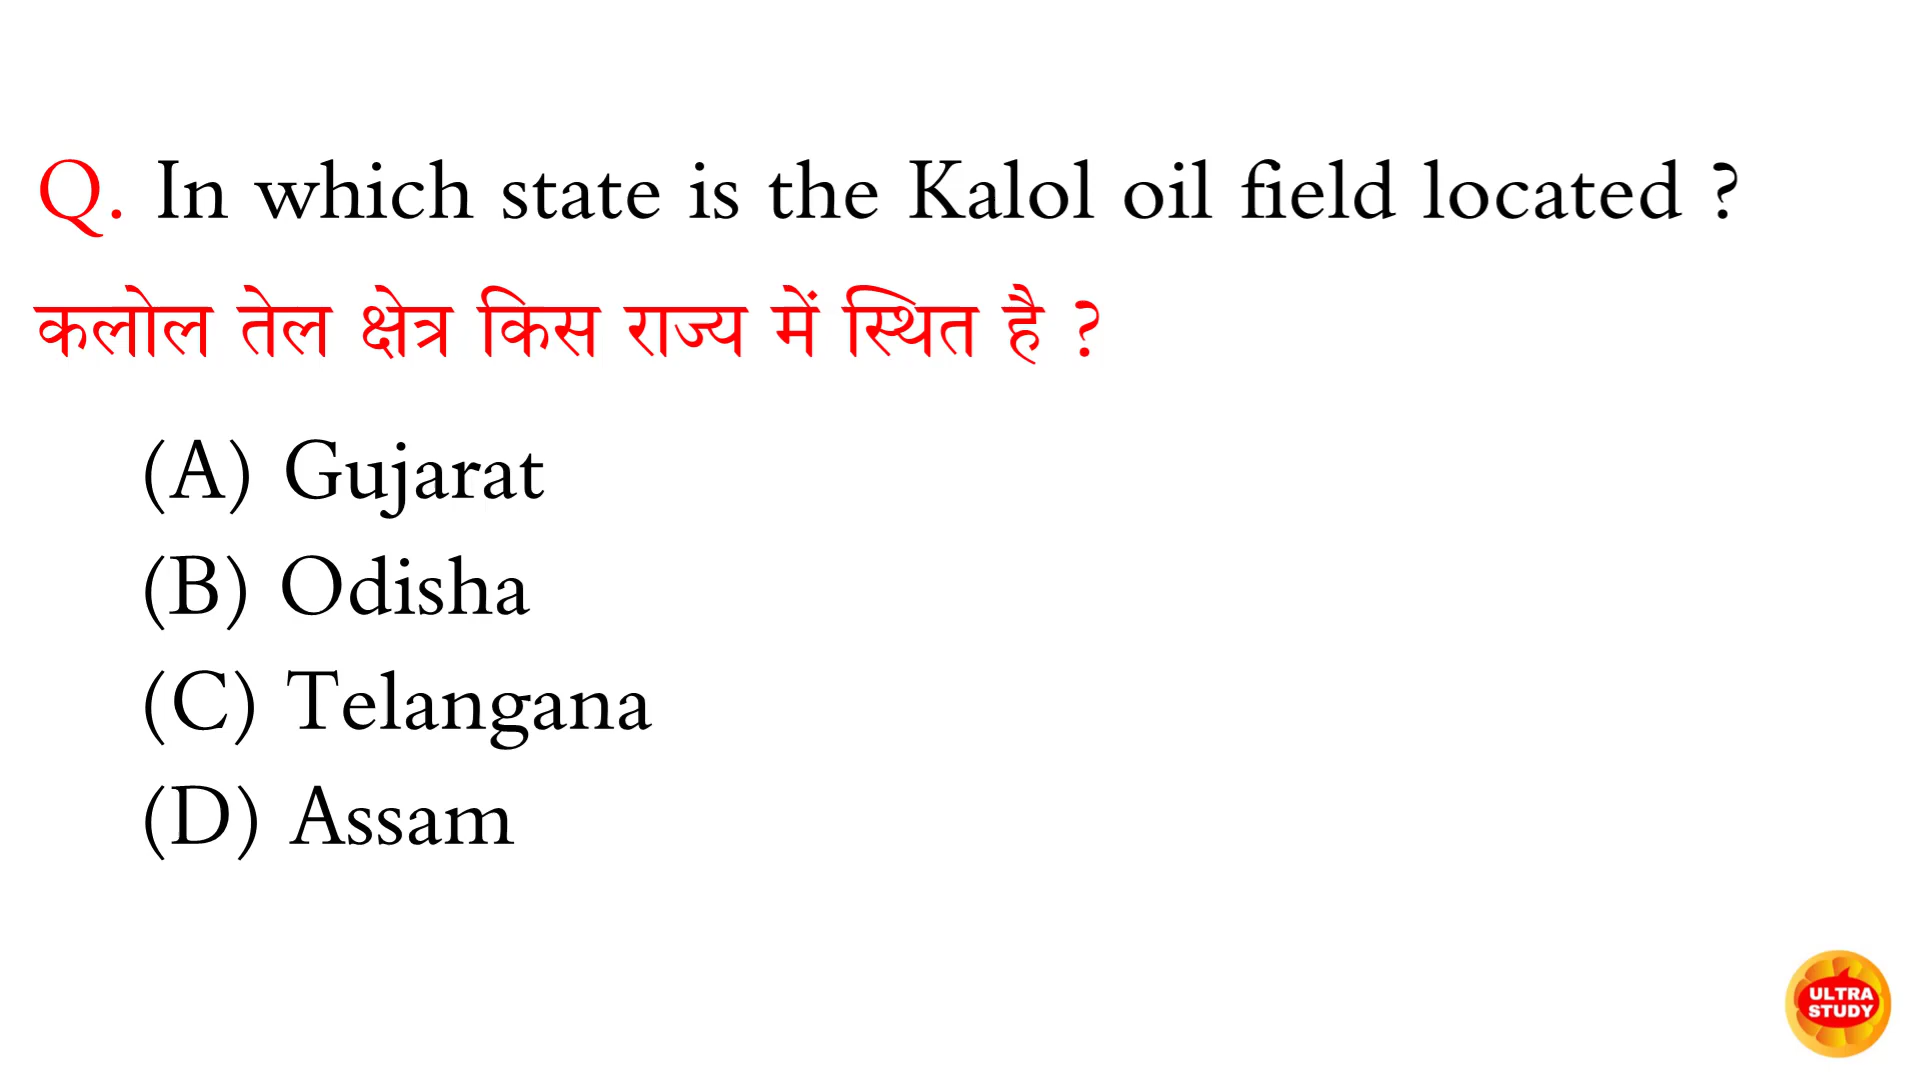 Q. In which state is the Kalol oil field located ?
कलोल तेल क्षेत्र किस राज्य में स्थित है ?
(A) Gujarat
(B) Odisha
(C) Telangana
(D) Assam
ULTRA
STUDY